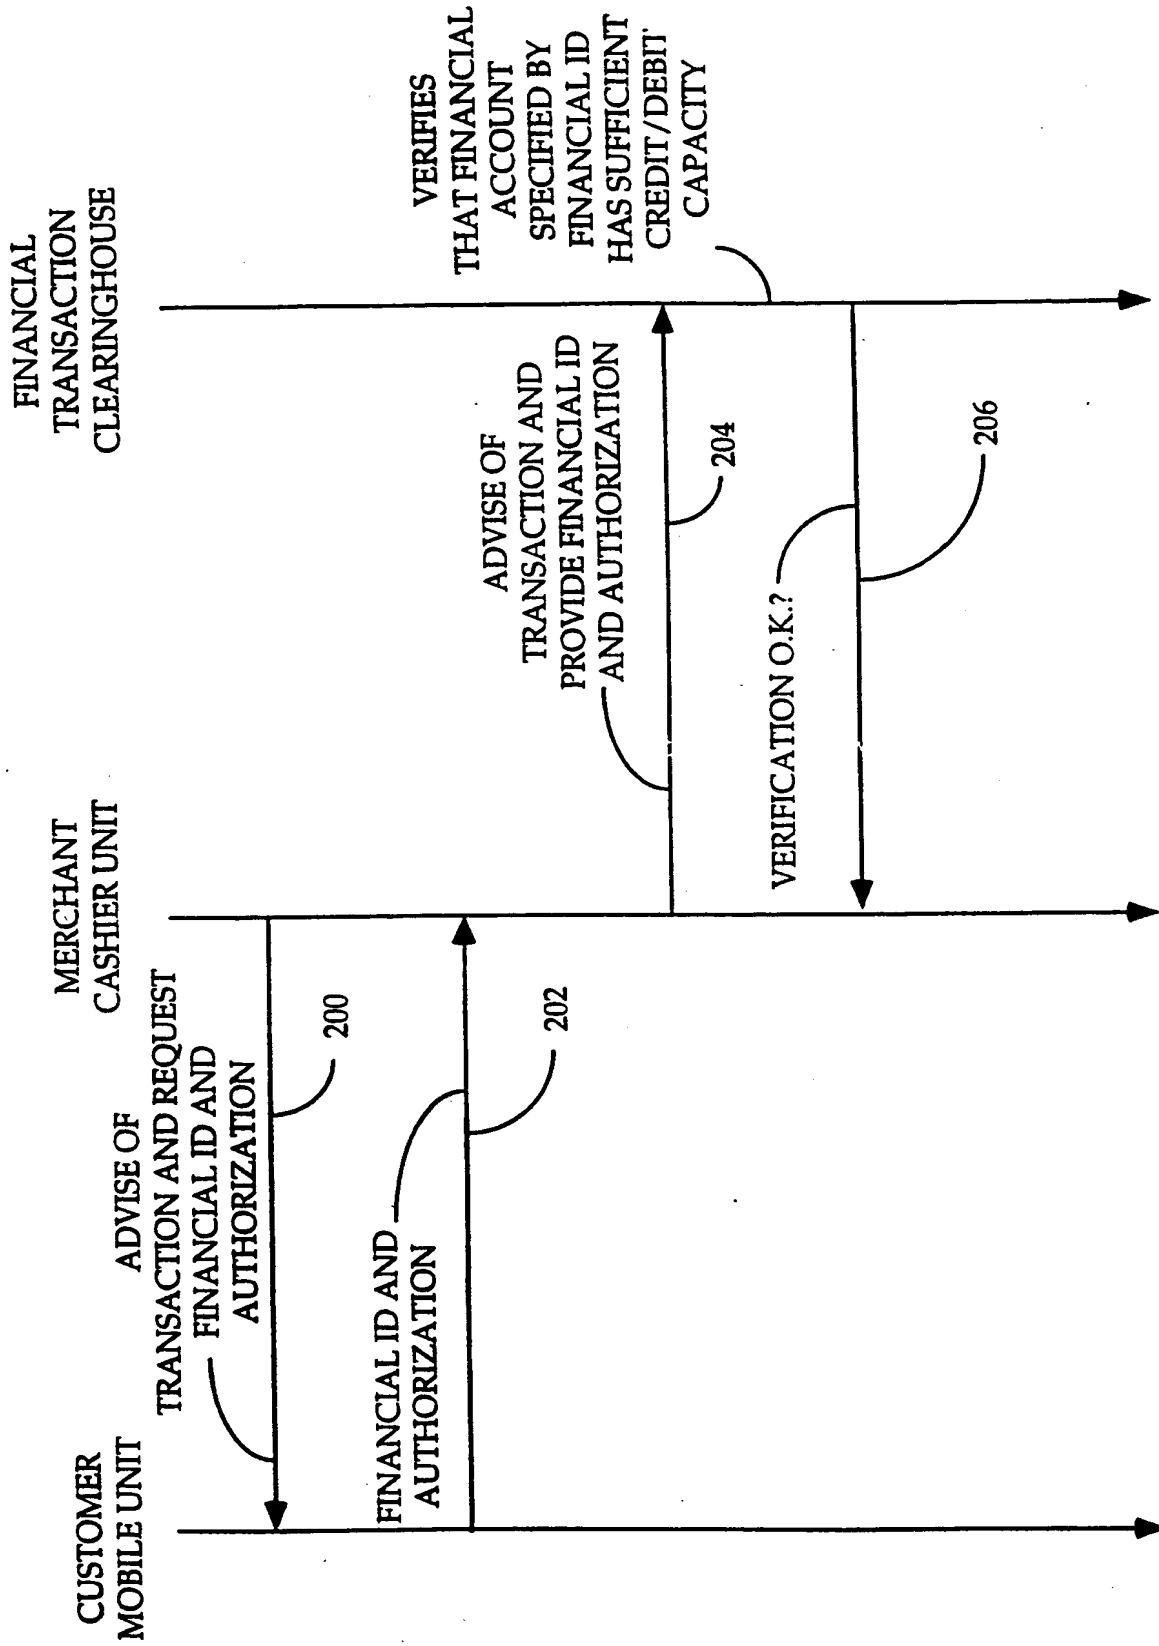 CUSTOMER
MOBILE UNIT
MERCHANT
CASHIER UNIT
FINANCIAL
TRANSACTION
CLEARINGHOUSE
ADVISE OF
TRANSACTION AND REQUEST
FINANCIAL ID AND
AUTHORIZATION
200
FINANCIAL ID AND
AUTHORIZATION
202
ADVISE OF
TRANSACTION AND
PROVIDE FINANCIAL ID
AND AUTHORIZATION
204
VERIFIES
THAT FINANCIAL
ACCOUNT
SPECIFIED BY
FINANCIAL ID
HAS SUFFICIENT
CREDIT/DEBIT
CAPACITY
VERIFICATION O.K.?
206